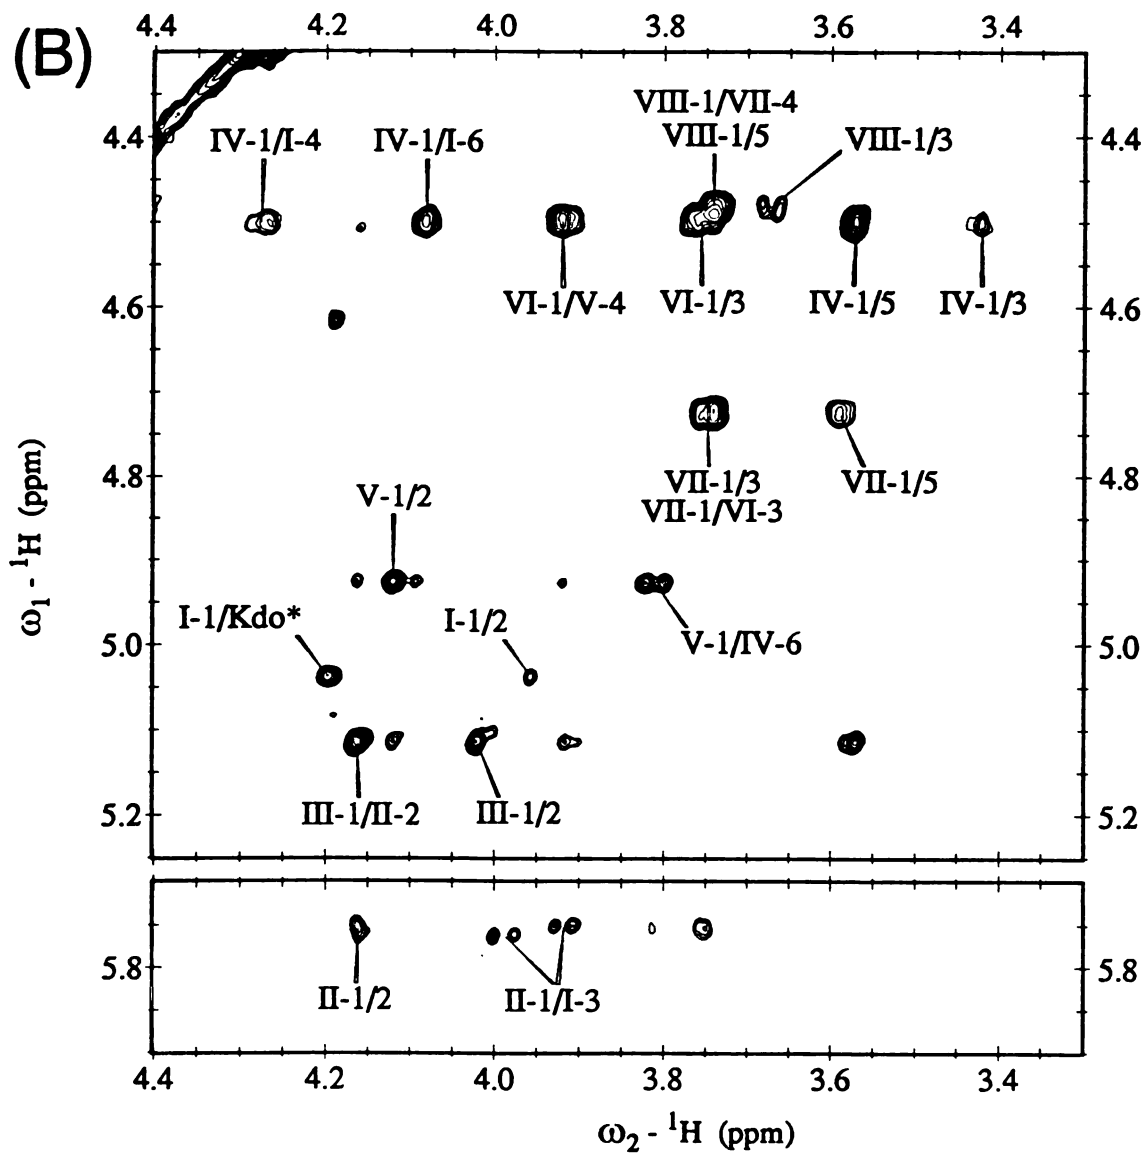 (B)
4.4 4.2 4.0 3.8 3.6 3.4
VIII-1/VII-4
IV-1/I-4 IV-1/I-6 VIII-1/5 VIII-1/3
4.4 4.4
VI-1/V-4 VI-1/3 IV-1/5 IV-1/3
4.6 4.6
VII-1/3 VII-1/5
4.8 4.8
V-1/2 VII-1/VI-3
I-1/Kdo* I-1/2
V-1/IV-6
5.0 5.0
III-1/II-2 III-1/2
5.2 5.2
5.8 5.8
II-1/2 II-1/I-3
4.4 4.2 4.0 3.8 3.6 3.4
ω1 - 1H (ppm)
ω2 - 1H (ppm)